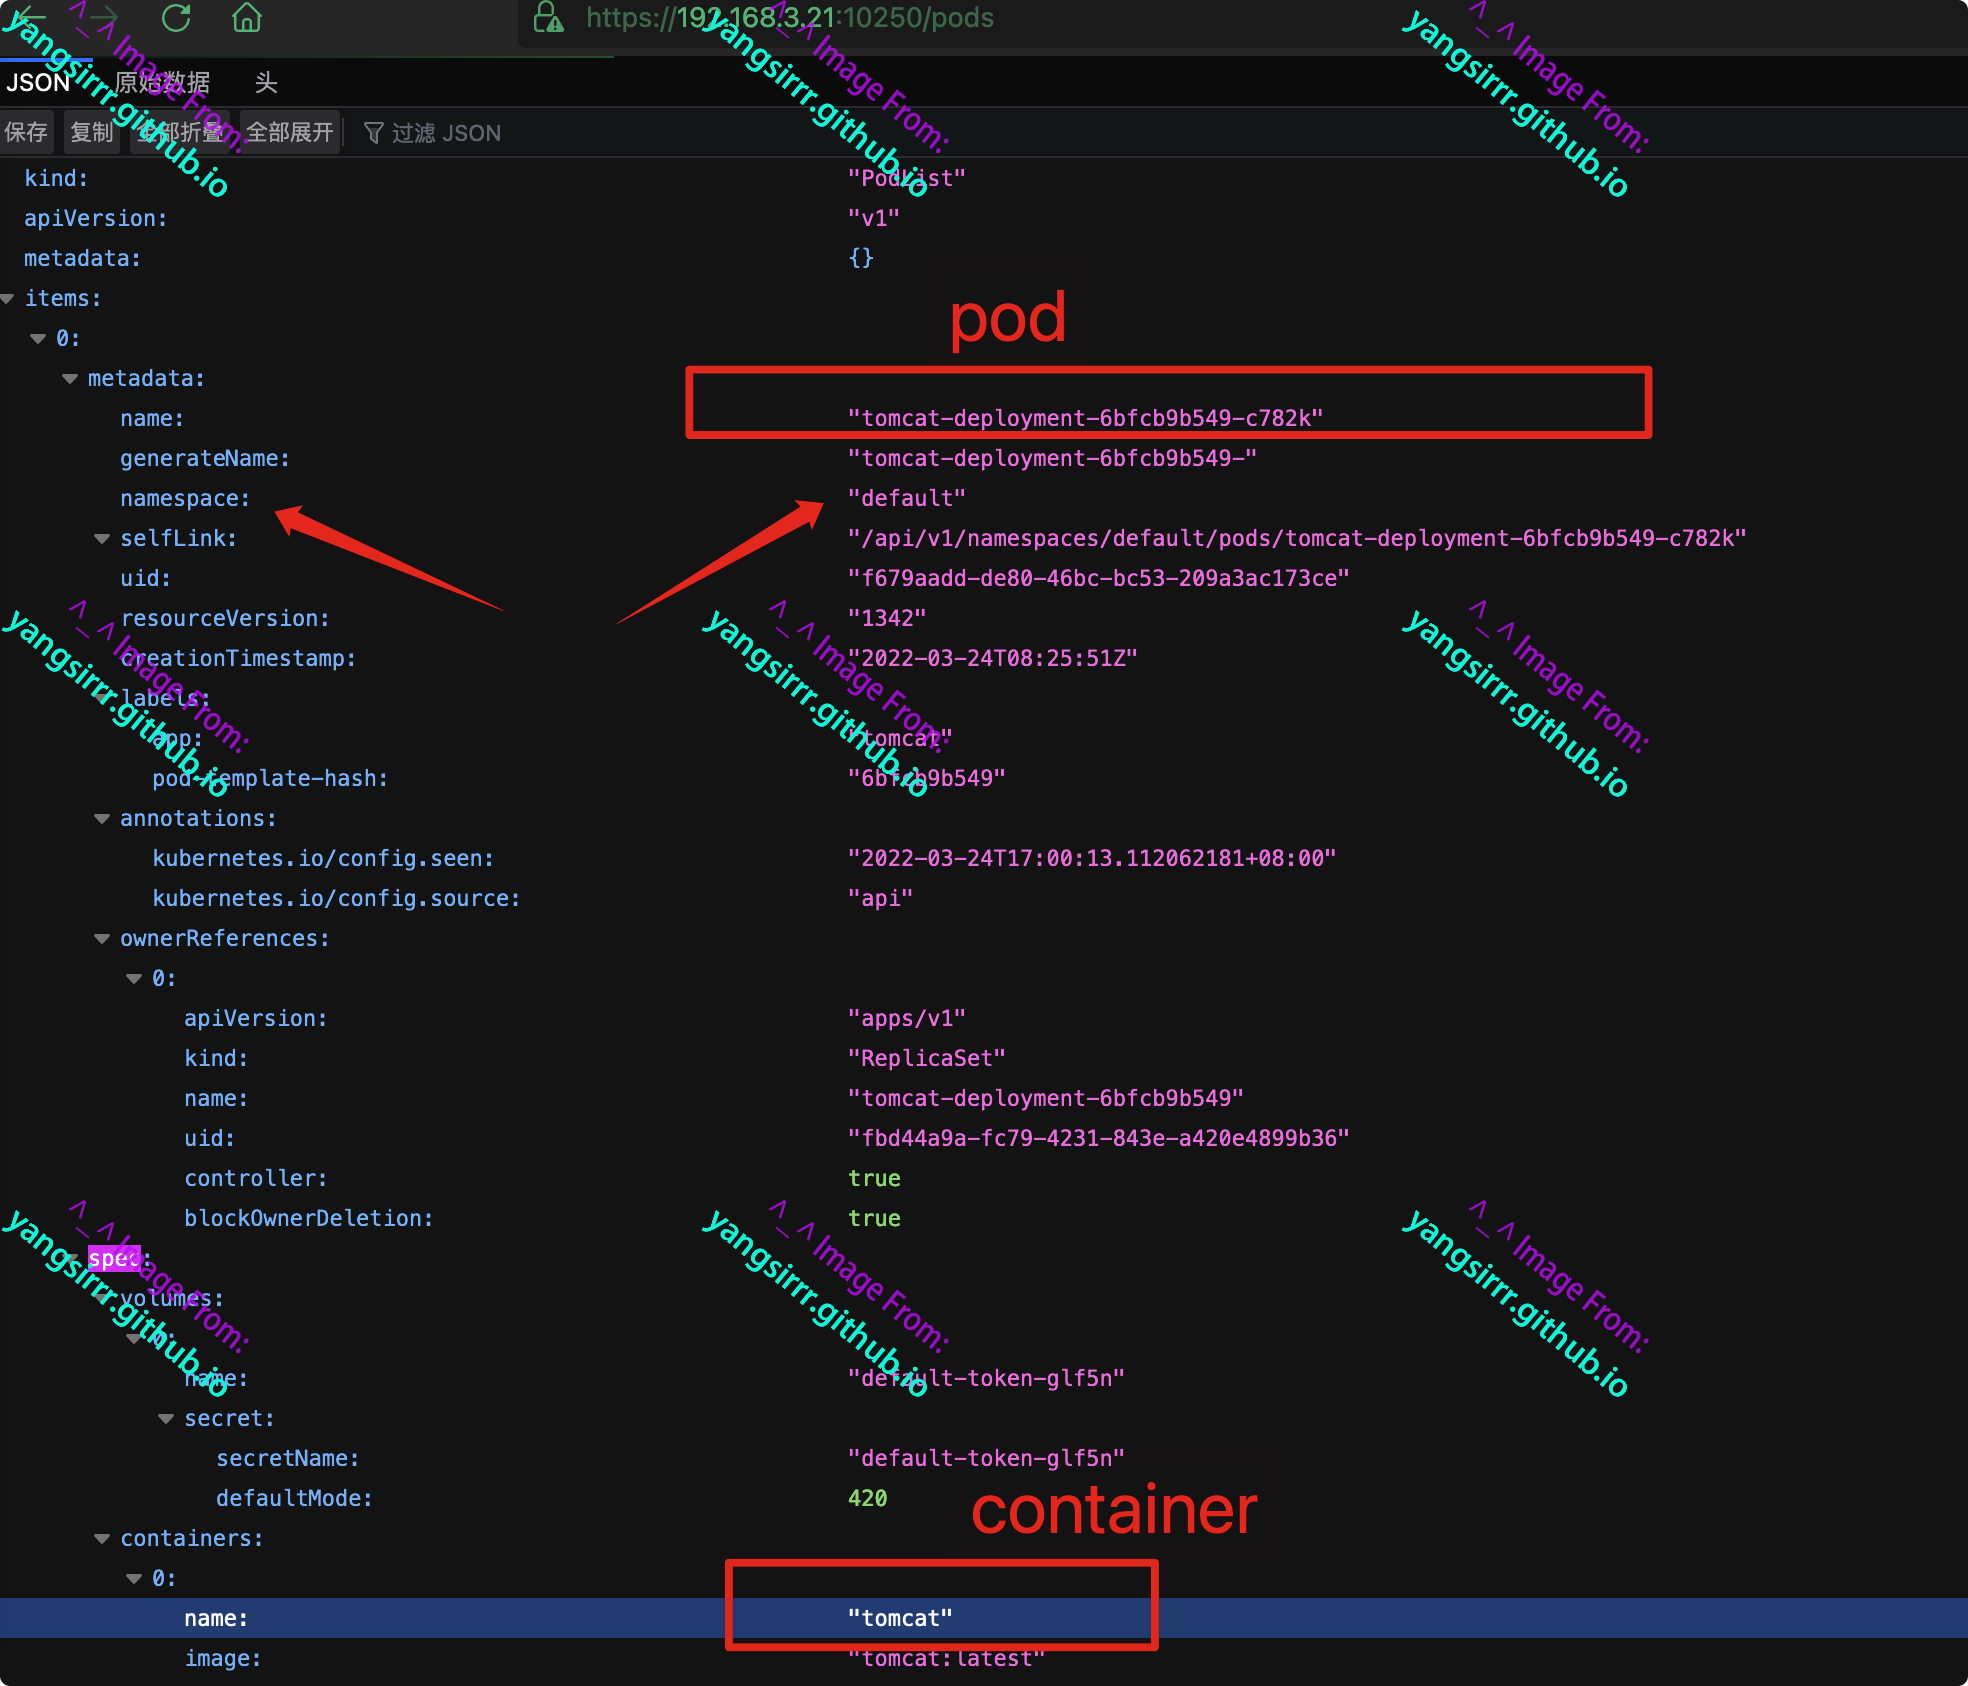 https://192.168.3.21:10250/pods
JSON 原始数据 头
保存 复制 全部折叠 全部展开 过滤 JSON
kind: "PodList"
apiVersion: "v1"
metadata: {}
items:
pod
0:
metadata:
name: "tomcat-deployment-6bfcb9b549-c782k"
generateName: "tomcat-deployment-6bfcb9b549-"
namespace: "default"
selfLink: "/api/v1/namespaces/default/pods/tomcat-deployment-6bfcb9b549-c782k"
uid: "f679aadd-de80-46bc-bc53-209a3ac173ce"
resourceVersion: "1342"
creationTimestamp: "2022-03-24T08:25:51Z"
labels:
app: "tomcat"
pod-template-hash: "6bfcb9b549"
annotations:
kubernetes.io/config.seen: "2022-03-24T17:00:13.112062181+08:00"
kubernetes.io/config.source: "api"
ownerReferences:
0:
apiVersion: "apps/v1"
kind: "ReplicaSet"
name: "tomcat-deployment-6bfcb9b549"
uid: "fbd44a9a-fc79-4231-843e-a420e4899b36"
controller: true
blockOwnerDeletion: true
spec:
volumes:
0:
name: "default-token-glf5n"
secret:
secretName: "default-token-glf5n"
defaultMode: 420
container
containers:
0:
name: "tomcat"
image: "tomcat:latest"
^_^ Image From:
yangsirrr.github.io
^_^ Image From:
yangsirrr.github.io
^_^ Image From:
yangsirrr.github.io
^_^ Image From:
yangsirrr.github.io
^_^ Image From:
yangsirrr.github.io
^_^ Image From:
yangsirrr.github.io
^_^ Image From:
yangsirrr.github.io
^_^ Image From:
yangsirrr.github.io
^_^ Image From:
yangsirrr.github.io